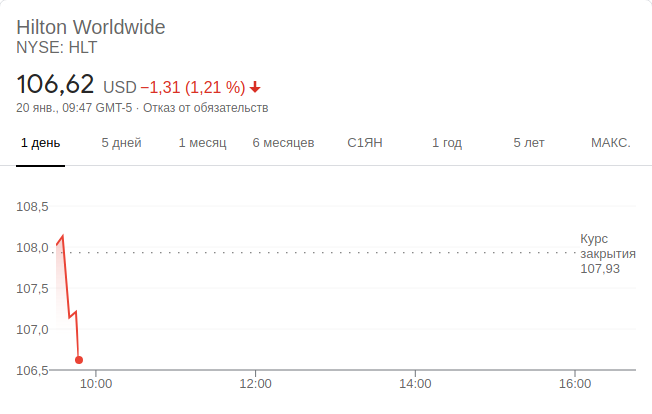 Hilton Worldwide
NYSE: HLT
106,62 USD −1,31 (1,21 %)
20 янв., 09:47 GMT-5 · Отказ от обязательств
1 день 5 дней 1 месяц 6 месяцев С1ЯН 1 год 5 лет МАКС.
108,5
108,0
107,5
107,0
106,5
Курс
закрытия
107,93
10:00 12:00 14:00 16:00